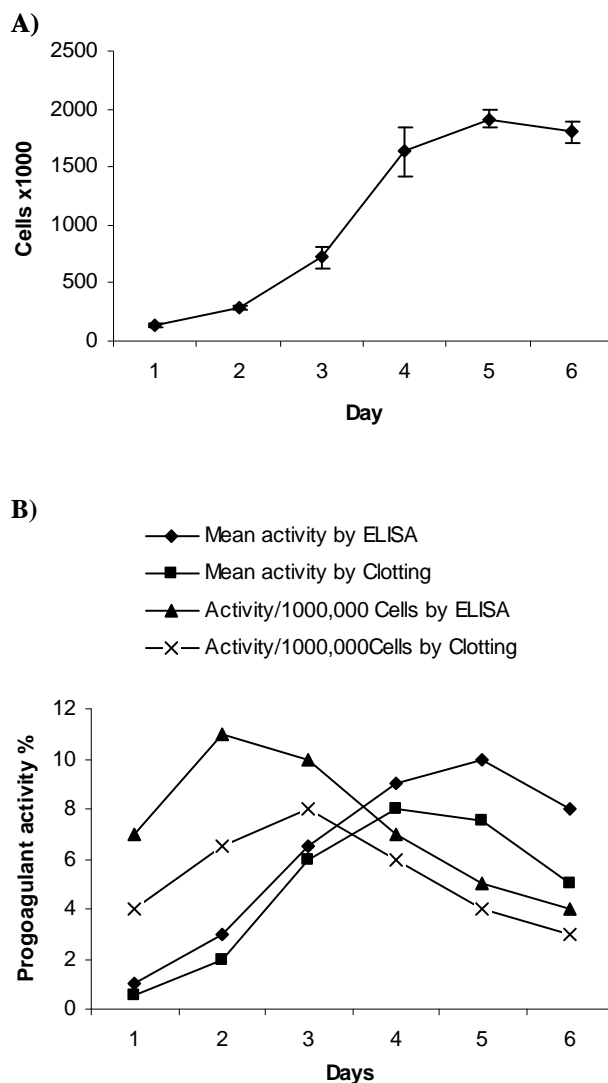 A)
2500
2000
1500
1000
500
0
Cells x1000
1 2 3 4 5 6
Day
B)
Mean activity by ELISA
Mean activity by Clotting
Activity/1000,000 Cells by ELISA
Activity/1000,000Cells by Clotting
12
10
8
6
4
2
0
Progoagulant activity %
1 2 3 4 5 6
Days